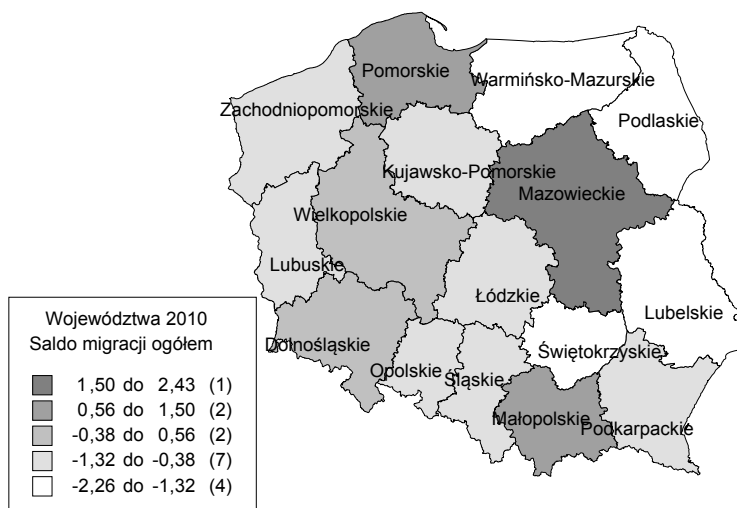 Pomorskie
Warmińsko-Mazurskie
Zachodniopomorskie
Podlaskie
Kujawsko-Pomorskie
Mazowieckie
Wielkopolskie
Lubuskie
Łódzkie
Lubelskie
Dolnośląskie
Świętokrzyskie
Opolskie
Śląskie
Małopolskie
Podkarpackie
Województwa 2010
Saldo migracji ogółem
1,50 do 2,43 (1)
0,56 do 1,50 (2)
-0,38 do 0,56 (2)
-1,32 do -0,38 (7)
-2,26 do -1,32 (4)